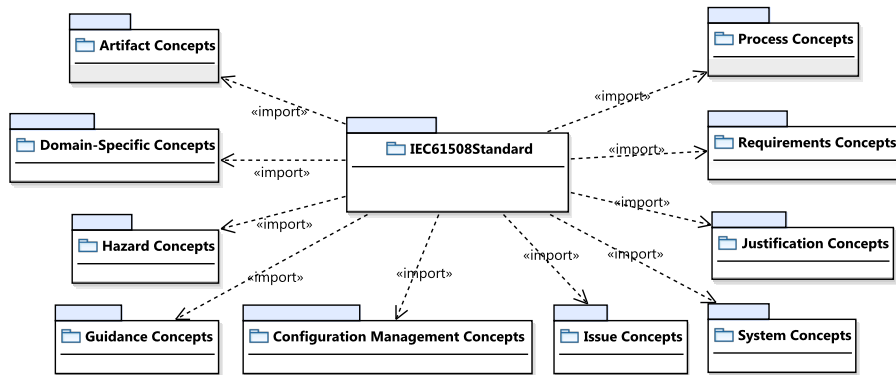 Artifact Concepts
Process Concepts
«import»
«import»
Domain-Specific Concepts
IEC61508Standard
Requirements Concepts
«import»
«import»
Hazard Concepts
Justification Concepts
«import»
«import»
«import»
«import»
«import»
«import»
Guidance Concepts
Configuration Management Concepts
Issue Concepts
System Concepts